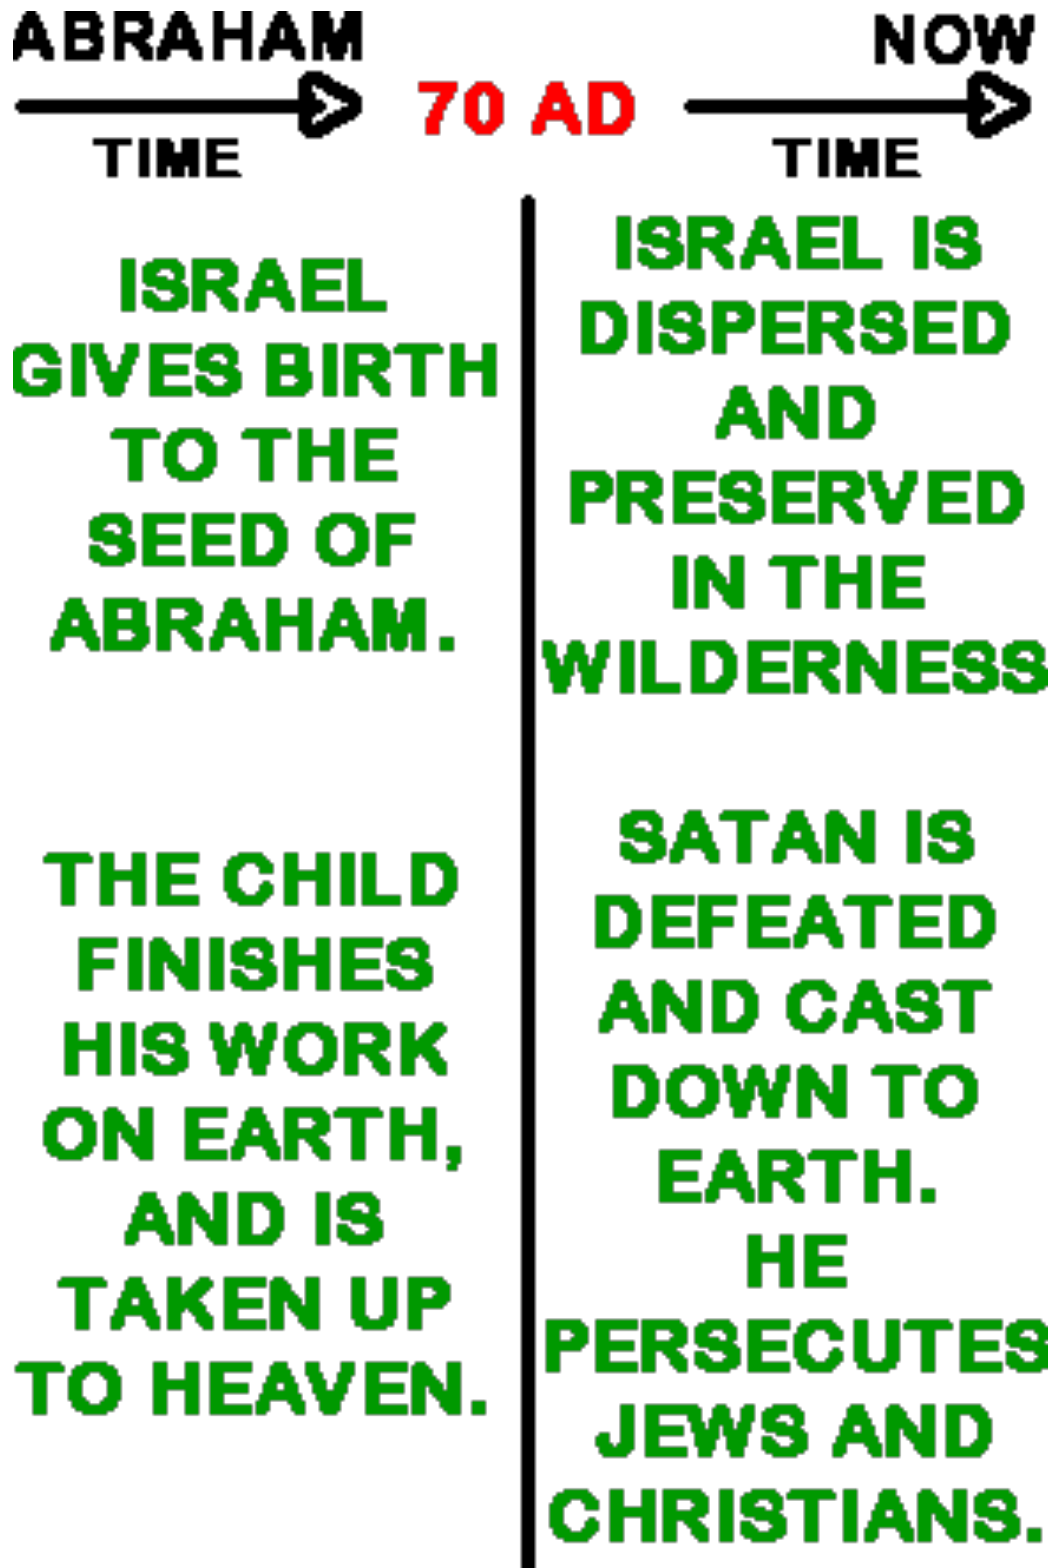 ABRAHAM
TIME
70 AD
NOW
TIME
ISRAEL
GIVES BIRTH
TO THE
SEED OF
ABRAHAM.
THE CHILD
FINISHES
HIS WORK
ON EARTH,
AND IS
TAKEN UP
TO HEAVEN.
ISRAEL IS
DISPERSED
AND
PRESERVED
IN THE
WILDERNESS
SATAN IS
DEFEATED
AND CAST
DOWN TO
EARTH.
HE
PERSECUTES
JEWS AND
CHRISTIANS.